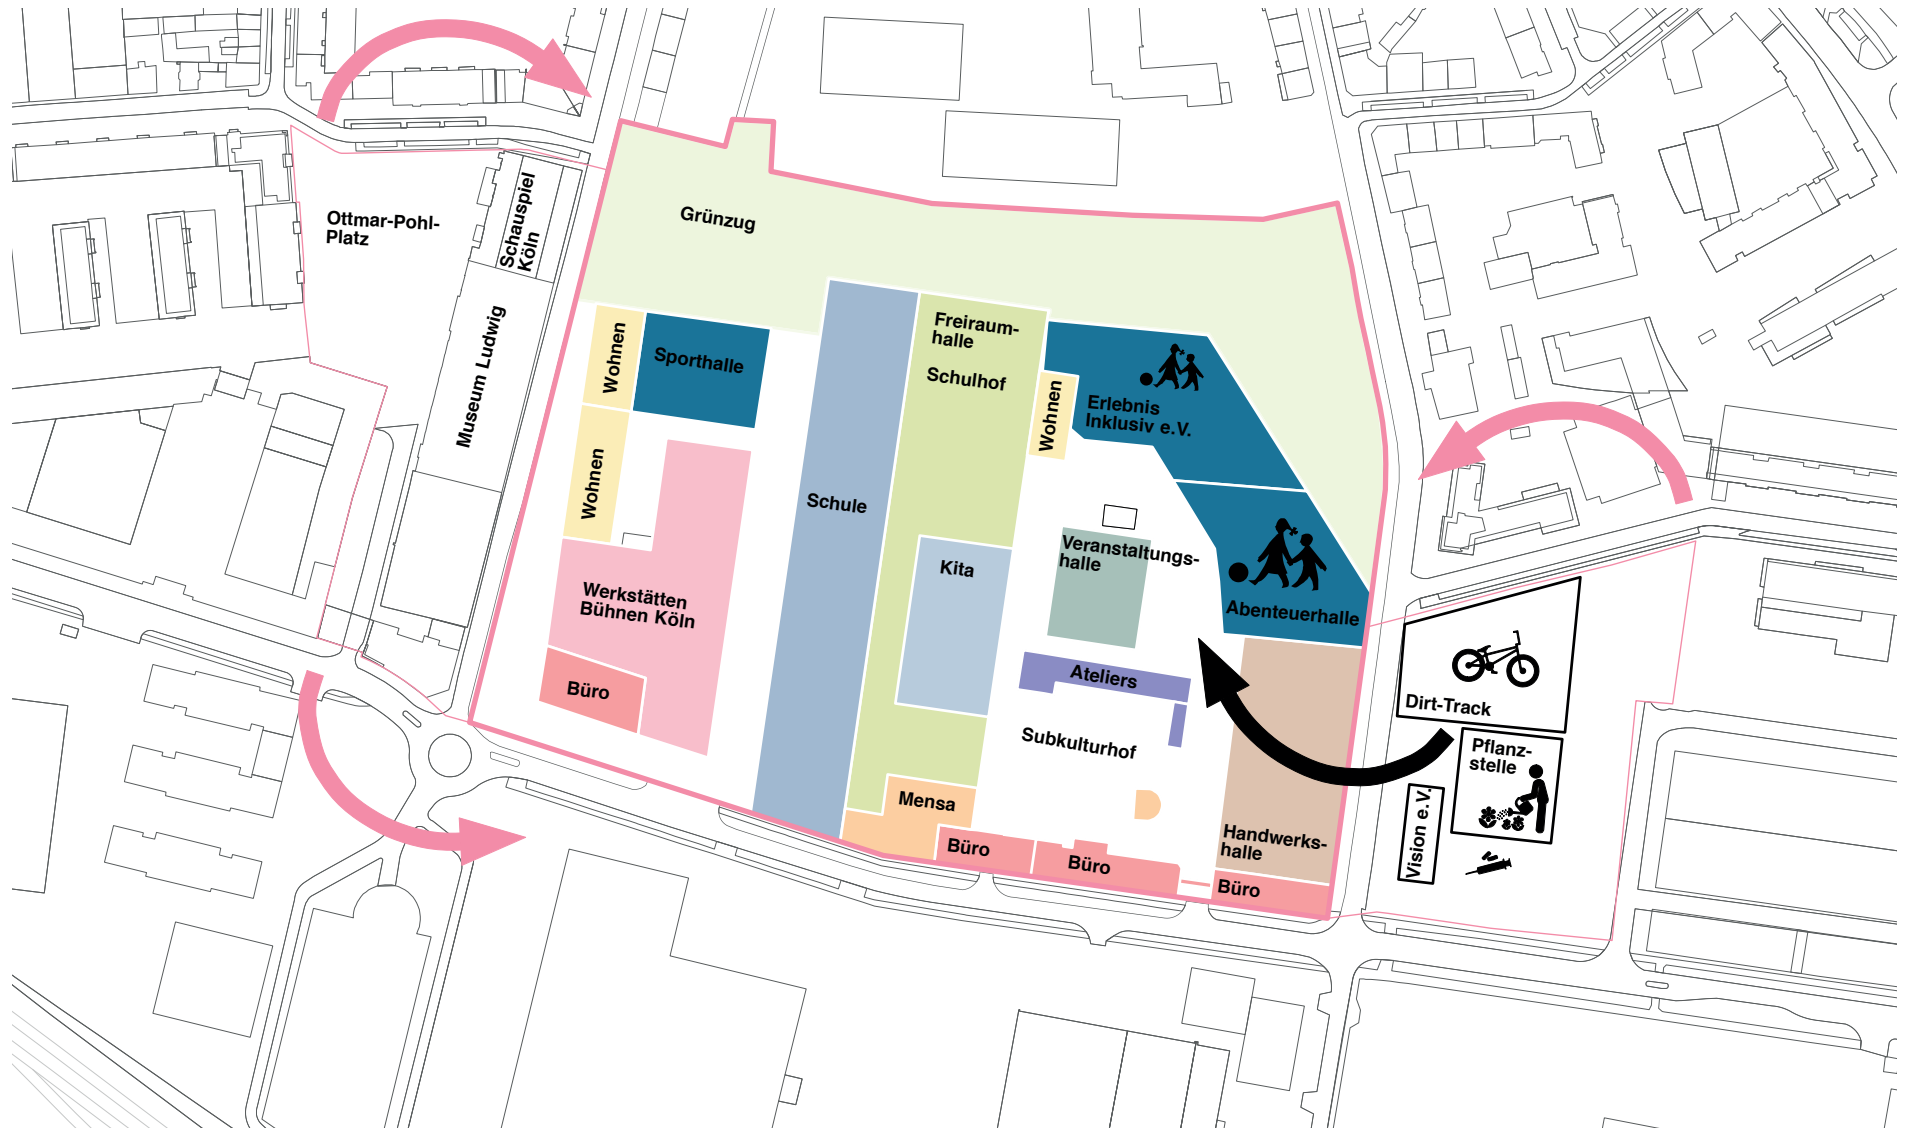 Ottmar-Pohl-
Platz
Schauspiel
Köln
Museum Ludwig
Grünzug
Wohnen
Sporthalle
Wohnen
Werkstätten
Bühnen Köln
Büro
Schule
Freiraum-
halle
Schulhof
Kita
Mensa
Wohnen
Erlebnis
Inklusiv e.V.
Veranstaltungs-
halle
Abenteuerhalle
Ateliers
Subkulturhof
Handwerks-
halle
Büro
Büro
Büro
Dirt-Track
Pflanz-
stelle
Vision e.V.